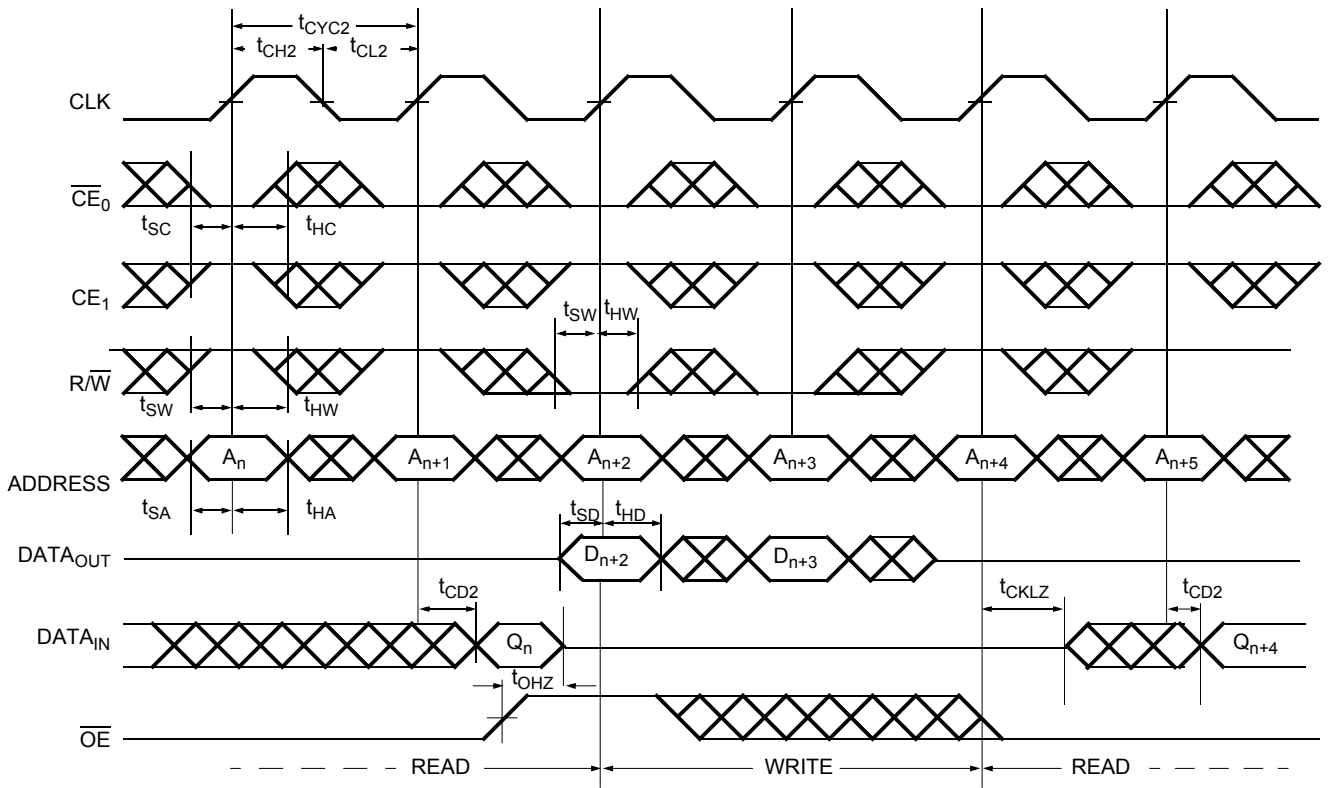 tCYC2
tCH2 tCL2
CLK
CE0
tSC tHC
CE1
tSW tHW
R/W
tSW tHW
An An+1 An+2 An+3 An+4 An+5
ADDRESS
tSA tHA
tSD tHD
DATAOUT Dn+2 Dn+3
tCD2 tCKLZ tCD2
DATAIN Qn Qn+4
tOHZ
OE
READ WRITE READ